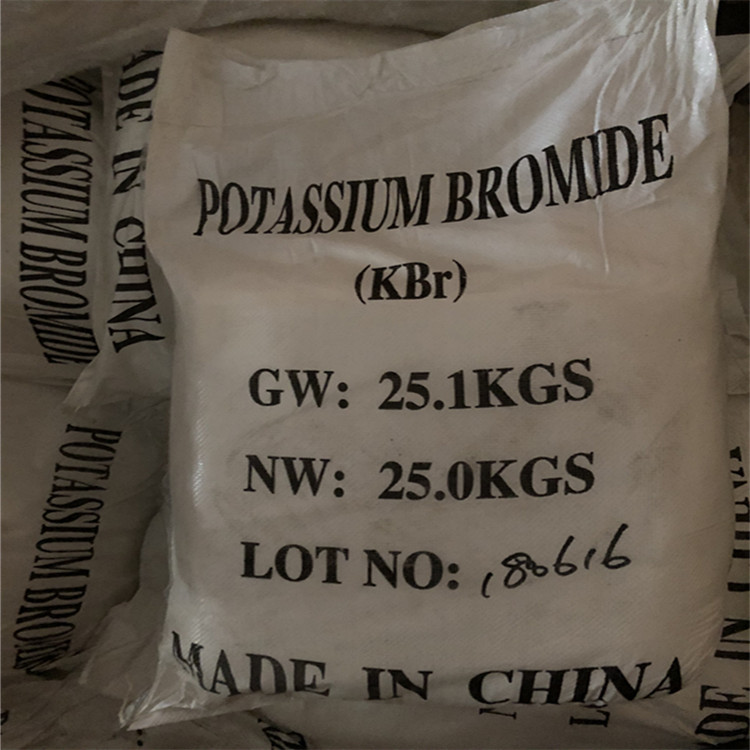 POTASSIUM BROMIDE
(KBr)
GW: 25.1KGS
NW: 25.0KGS
LOT NO: 180616
MADE IN CHINA
POTASSIUM BROMIDE
MADE IN CHINA
POTASSIUM BROMI